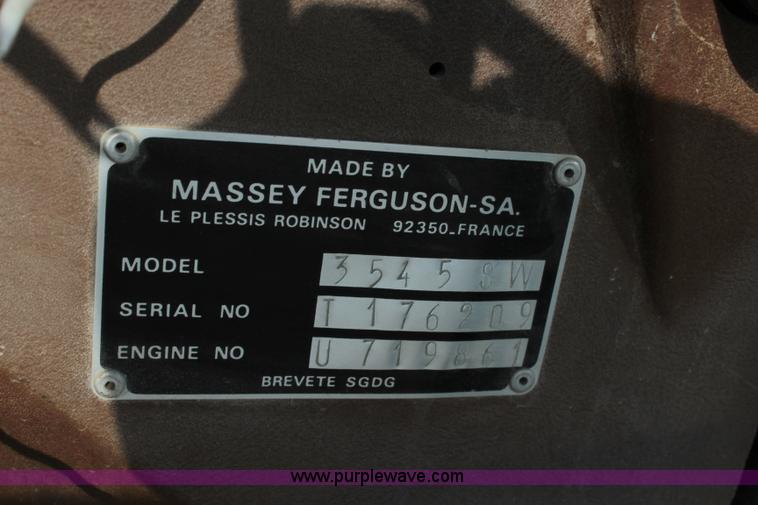 MADE BY
MASSEY FERGUSON-SA.
LE PLESSIS ROBINSON 92350-FRANCE
MODEL 3545 SW
SERIAL NO T 176209
ENGINE NO U 719861
BREVETE SGDG
www.purplewave.com